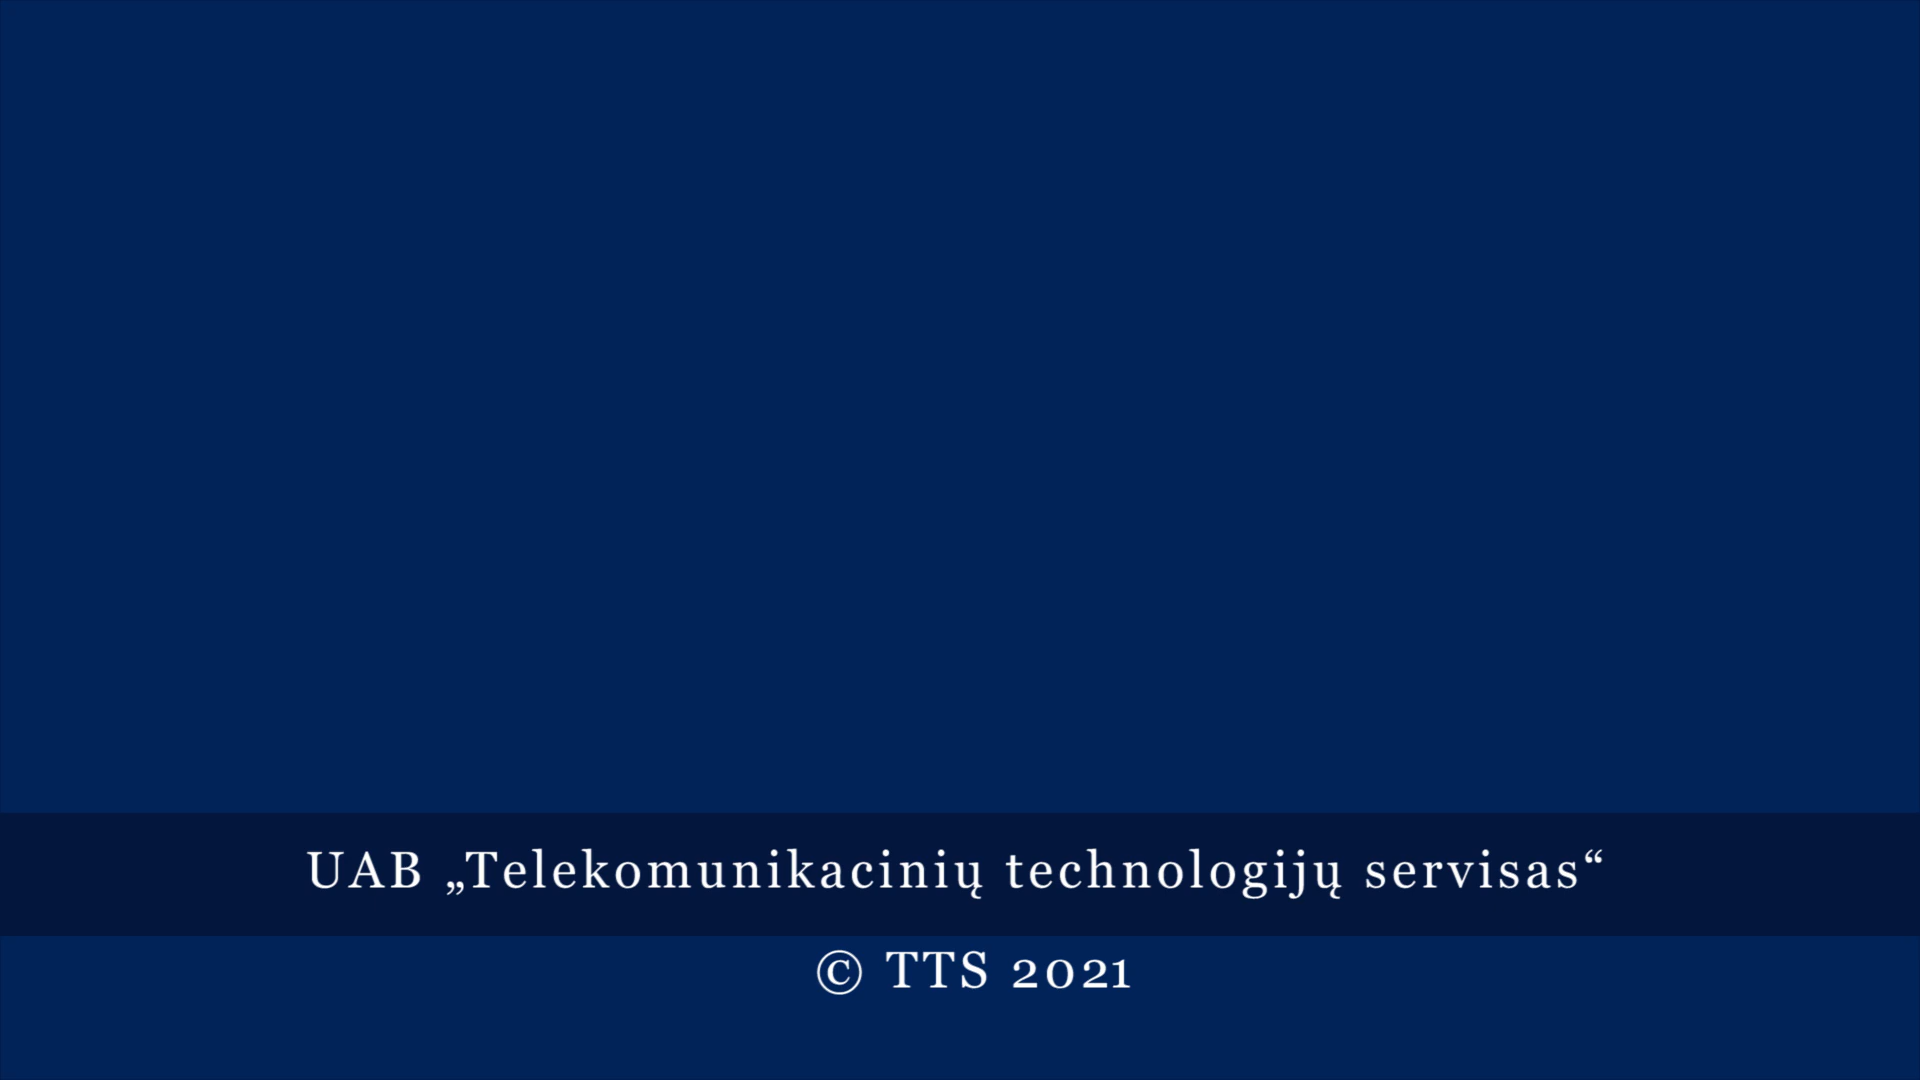 UAB „Telekomunikacinių technologijų servisas“
© TTS 2021